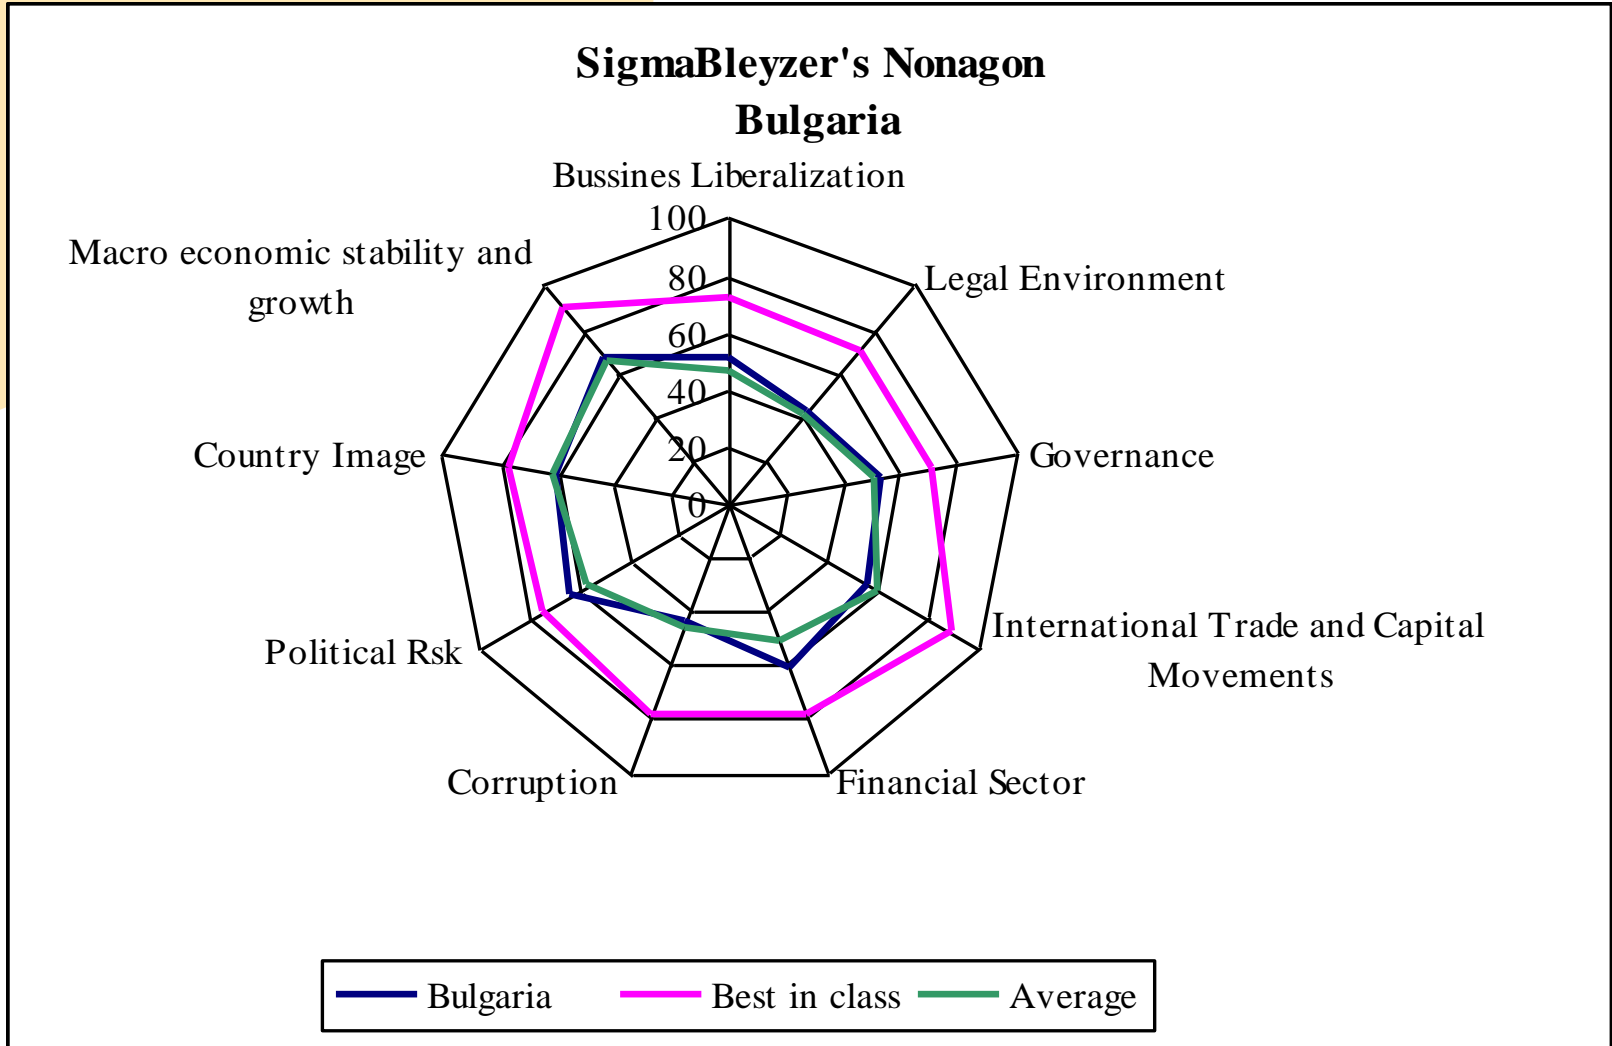 SigmaBleyzer's Nonagon
Bulgaria
Bussines Liberalization
100
80
60
40
20
0
Macro economic stability and
growth
Legal Environment
Country Image
Governance
International Trade and Capital
Movements
Political Rsk
Corruption
Financial Sector
Bulgaria
Best in class
Average